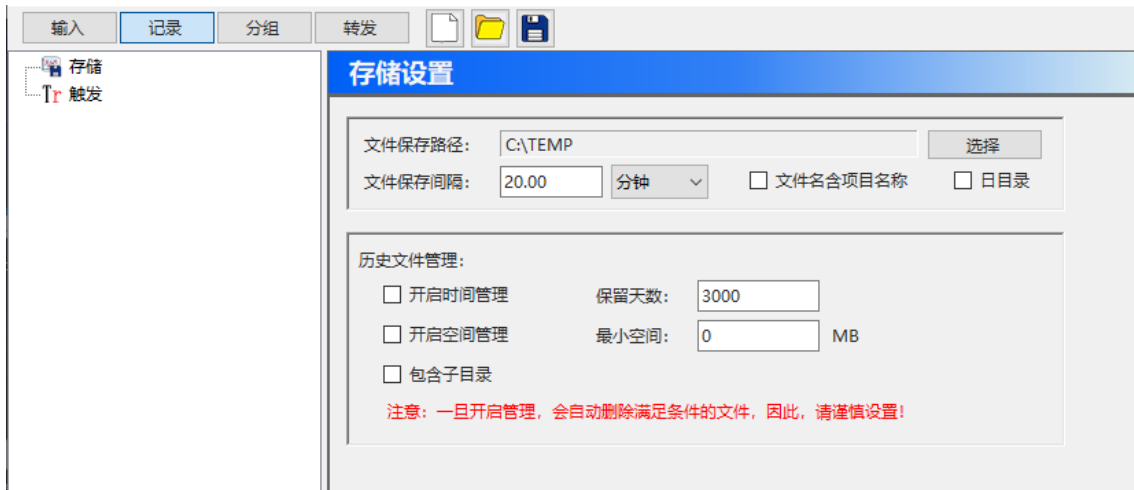 输入 记录 分组 转发
存储
Tr 触发
存储设置
文件保存路径： C:\TEMP 选择
文件保存间隔： 20.00 分钟 文件名含项目名称 日目录
历史文件管理：
开启时间管理 保留天数： 3000
开启空间管理 最小空间： 0 MB
包含子目录
注意：一旦开启管理，会自动删除满足条件的文件，因此，请谨慎设置！